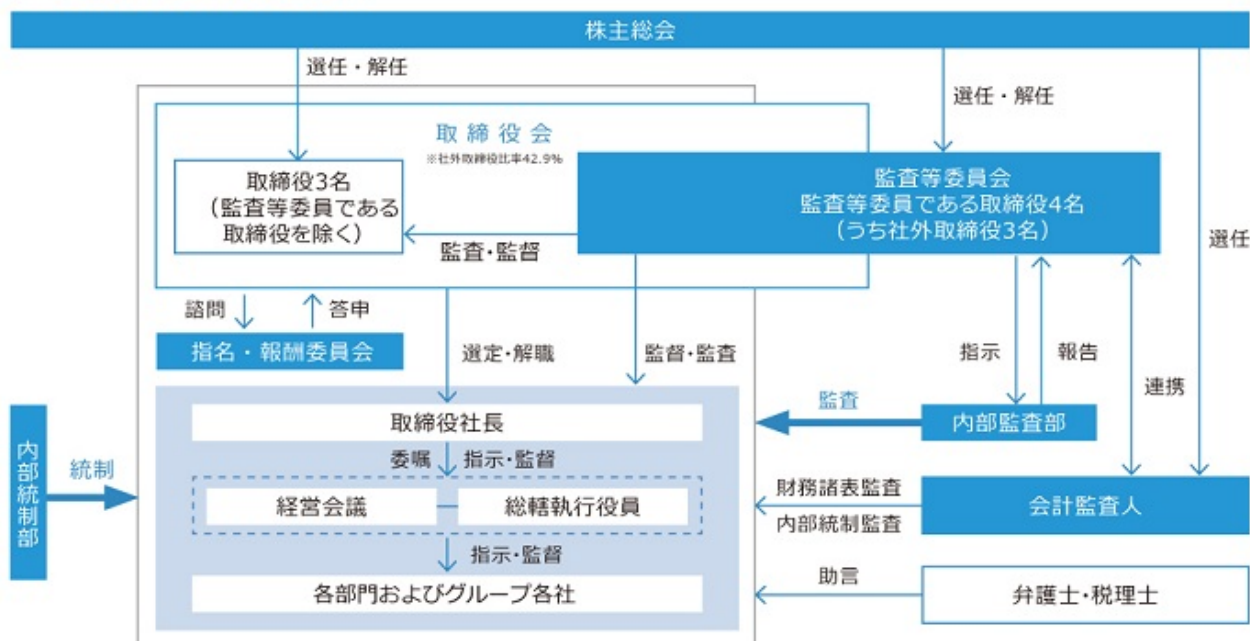 株主総会
選任・解任
選任・解任
取締役会
※社外取締役比率42.9%
取締役3名
（監査等委員である
取締役を除く）
監査等委員会
監査等委員である取締役4名
（うち社外取締役3名）
選任
監査・監督
諮問
答申
指名・報酬委員会
選定・解職
監督・監査
指示
報告
連携
取締役社長
監査
内部監査部
内部統制部
統制
委嘱
指示・監督
経営会議
総轄執行役員
財務諸表監査
内部統制監査
会計監査人
指示・監督
各部門およびグループ各社
助言
弁護士・税理士